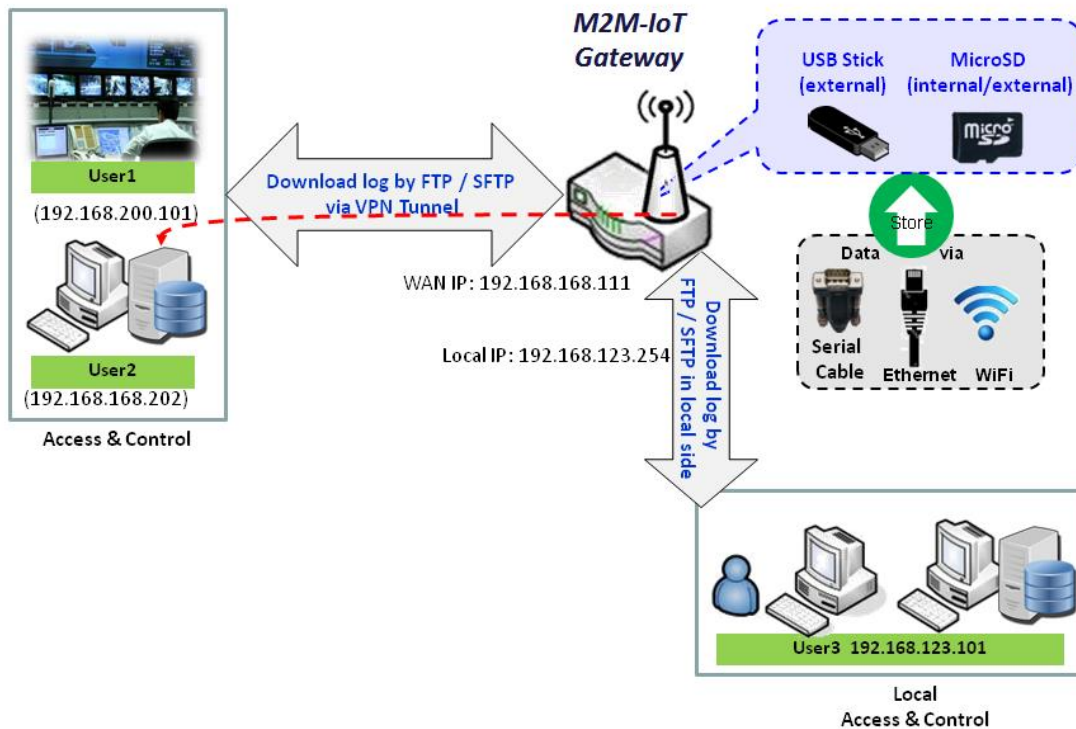 M2M-IoT
Gateway
USB Stick
(external)
MicroSD
(internal/external)
micro
SD
User1
(192.168.200.101)
Download log by FTP / SFTP
via VPN Tunnel
Store
Data via
Serial
Cable
Ethernet
WiFi
WAN IP: 192.168.168.111
Local IP: 192.168.123.254
User2
(192.168.168.202)
Access & Control
Download log by
FTP / SFTP in local side
User3 192.168.123.101
Local
Access & Control